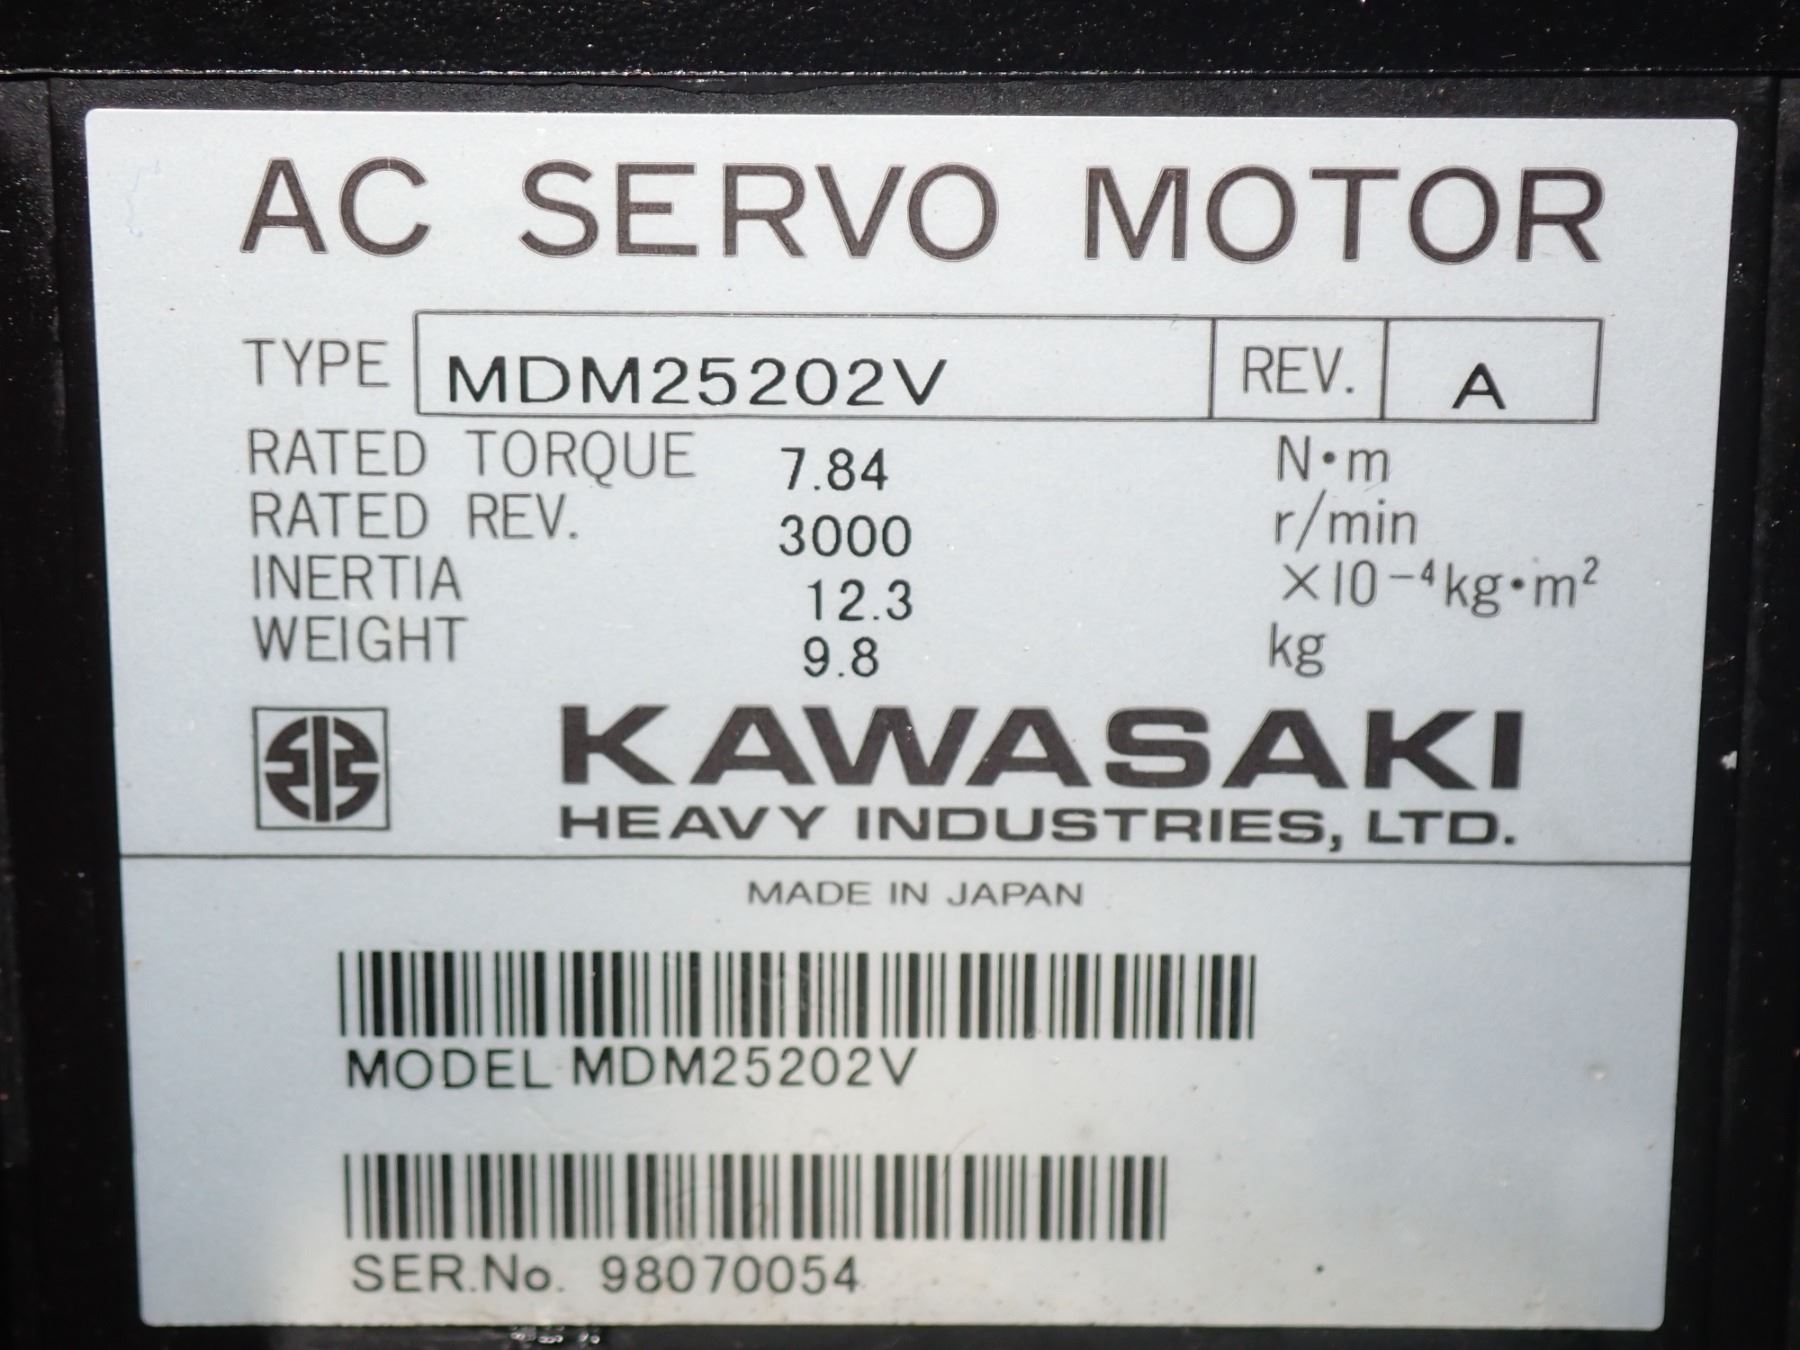 AC SERVO MOTOR
TYPE MDM25202V REV. A
RATED TORQUE 7.84 N·m
RATED REV. 3000 r/min
INERTIA 12.3 ×10⁻⁴kg·m²
WEIGHT 9.8 kg
KAWASAKI
HEAVY INDUSTRIES, LTD.
MADE IN JAPAN
MODEL MDM25202V
SER.No. 98070054